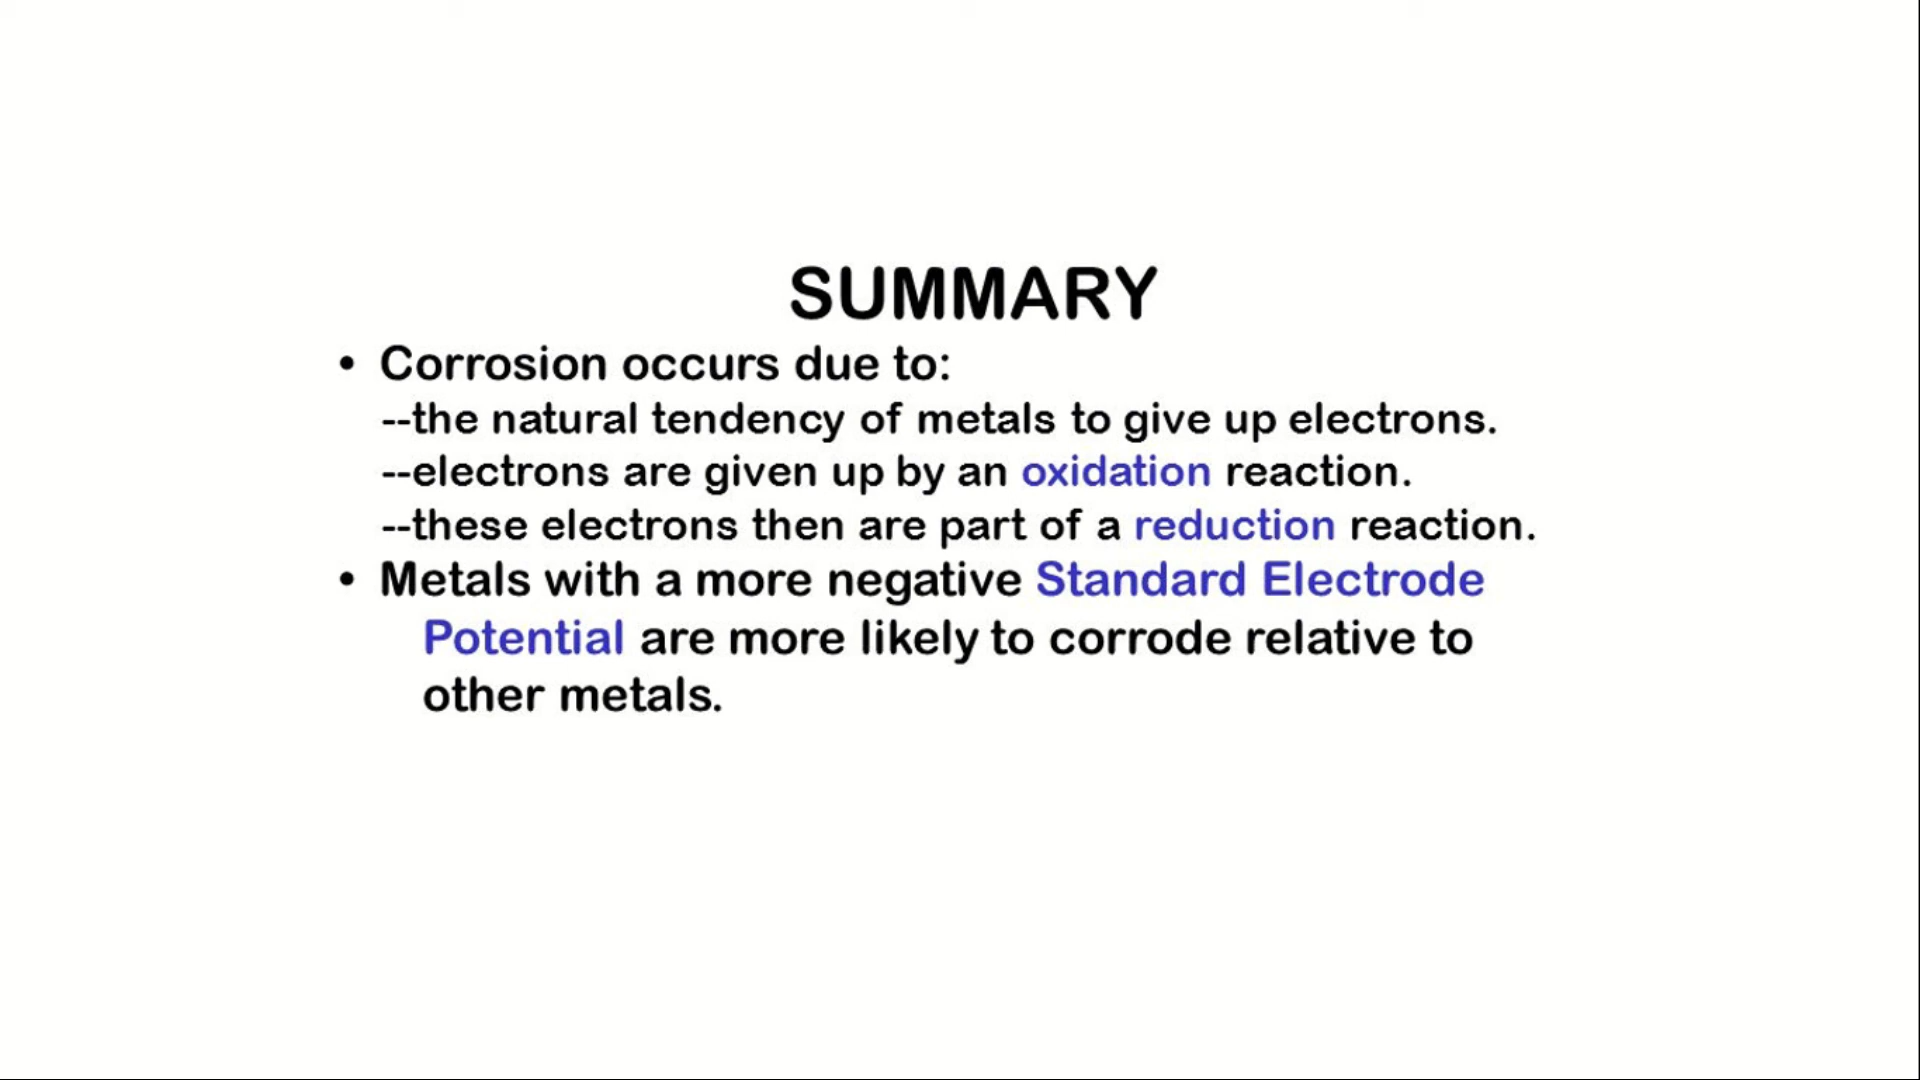 SUMMARY
• Corrosion occurs due to:
--the natural tendency of metals to give up electrons.
--electrons are given up by an oxidation reaction.
--these electrons then are part of a reduction reaction.
• Metals with a more negative Standard Electrode
Potential are more likely to corrode relative to
other metals.